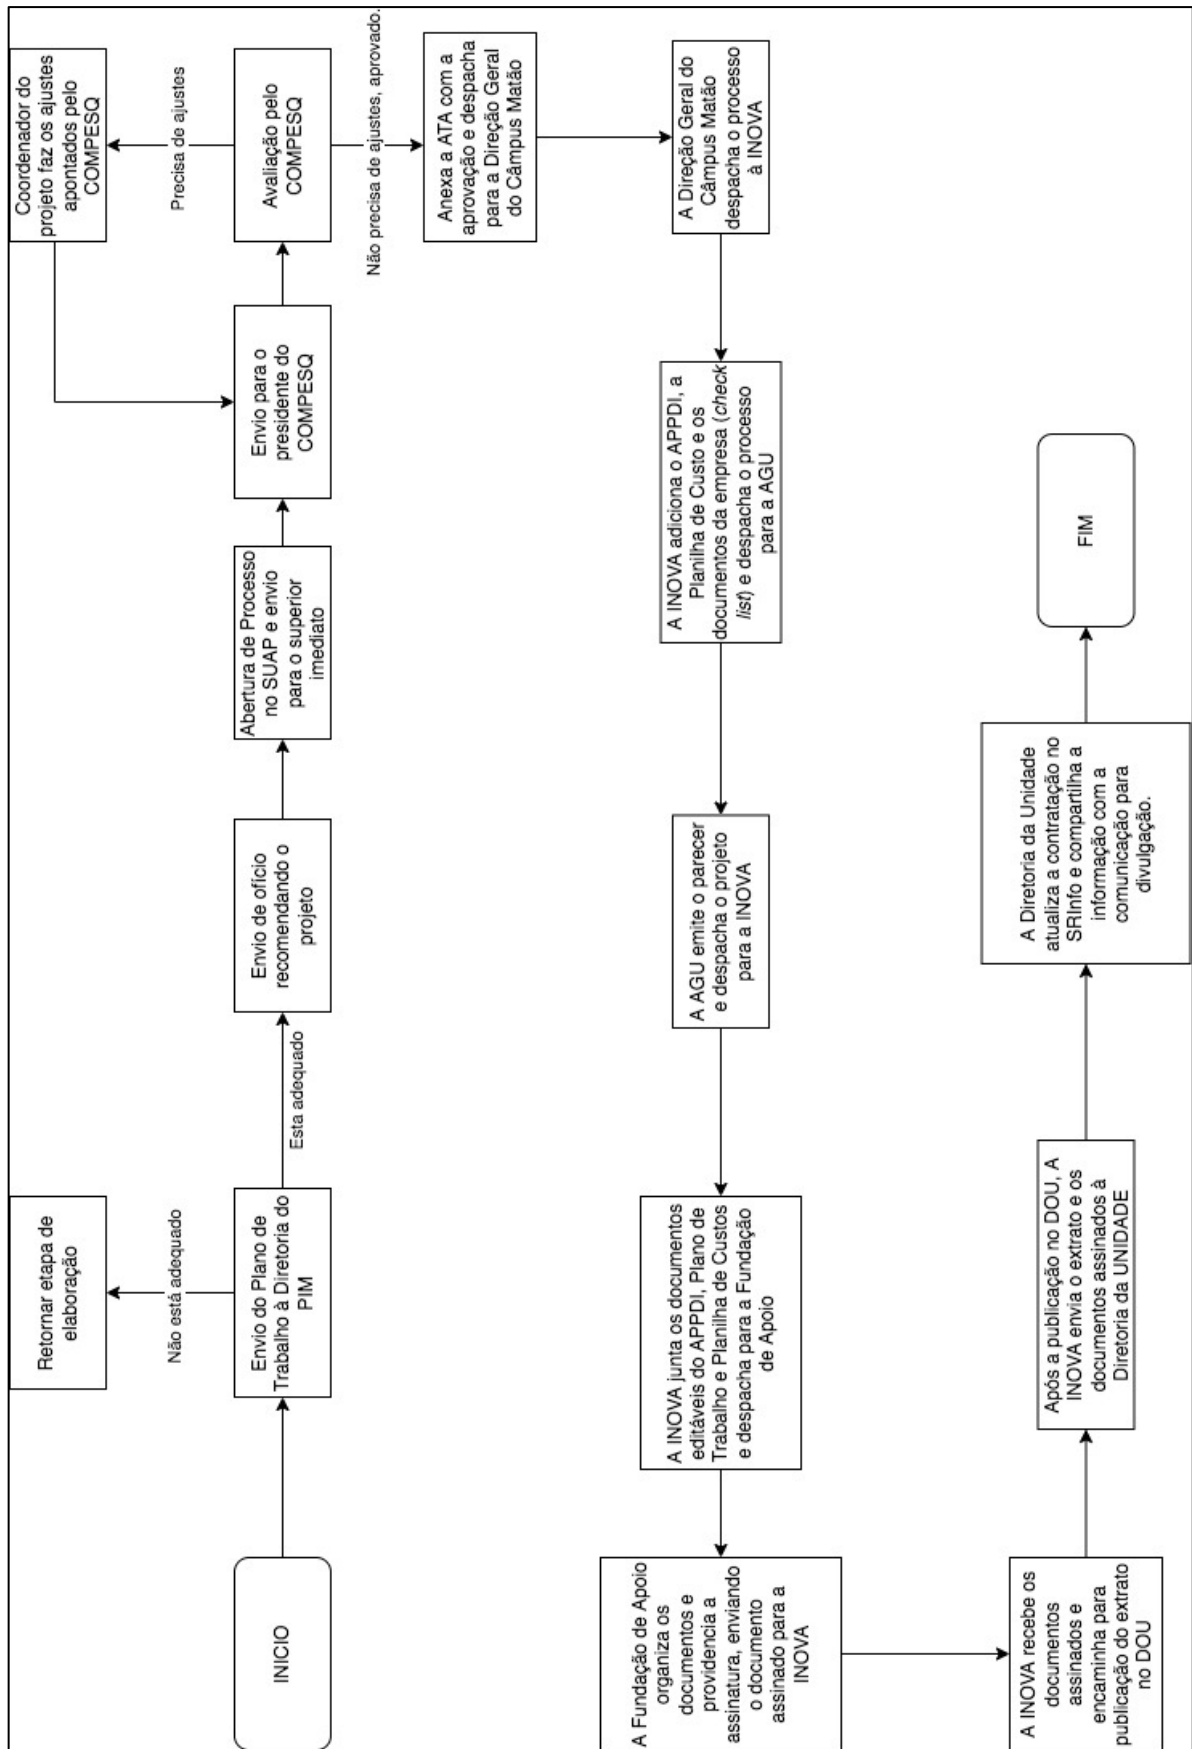 INICIO
Envio do Plano de
Trabalho à Diretoria do
PIM
Não está adequado
Retornar etapa de
elaboração
Esta adequado
Envio de ofício
recomendando o
projeto
Abertura de Processo
no SUAP e envio
para o superior
imediato
Envio para o
presidente do
COMPESQ
Avaliação pelo
COMPESQ
Precisa de ajustes
Coordenador do
projeto faz os ajustes
apontados pelo
COMPESQ
Não precisa de ajustes, aprovado.
Anexa a ATA com a
aprovação e despacha
para a Direção Geral
do Câmpus Matão
A Direção Geral do
Câmpus Matão
despacha o processo
à INOVA
A INOVA adiciona o APPDI, a
Planilha de Custo e os
documentos da empresa (check
list) e despacha o processo
para a AGU
A AGU emite o parecer
e despacha o projeto
para a INOVA
A INOVA junta os documentos
editáveis do APPDI, Plano de
Trabalho e Planilha de Custos
e despacha para a Fundação
de Apoio
A Fundação de Apoio
organiza os
documentos e
providencia a
assinatura, enviando
o documento
assinado para a
INOVA
A INOVA recebe os
documentos
assinados e
encaminha para
publicação do extrato
no DOU
Após a publicação no DOU, A
INOVA envia o extrato e os
documentos assinados à
Diretoria da UNIDADE
A Diretoria da Unidade
atualiza a contratação no
SRInfo e compartilha a
informação com a
comunicação para
divulgação.
FIM